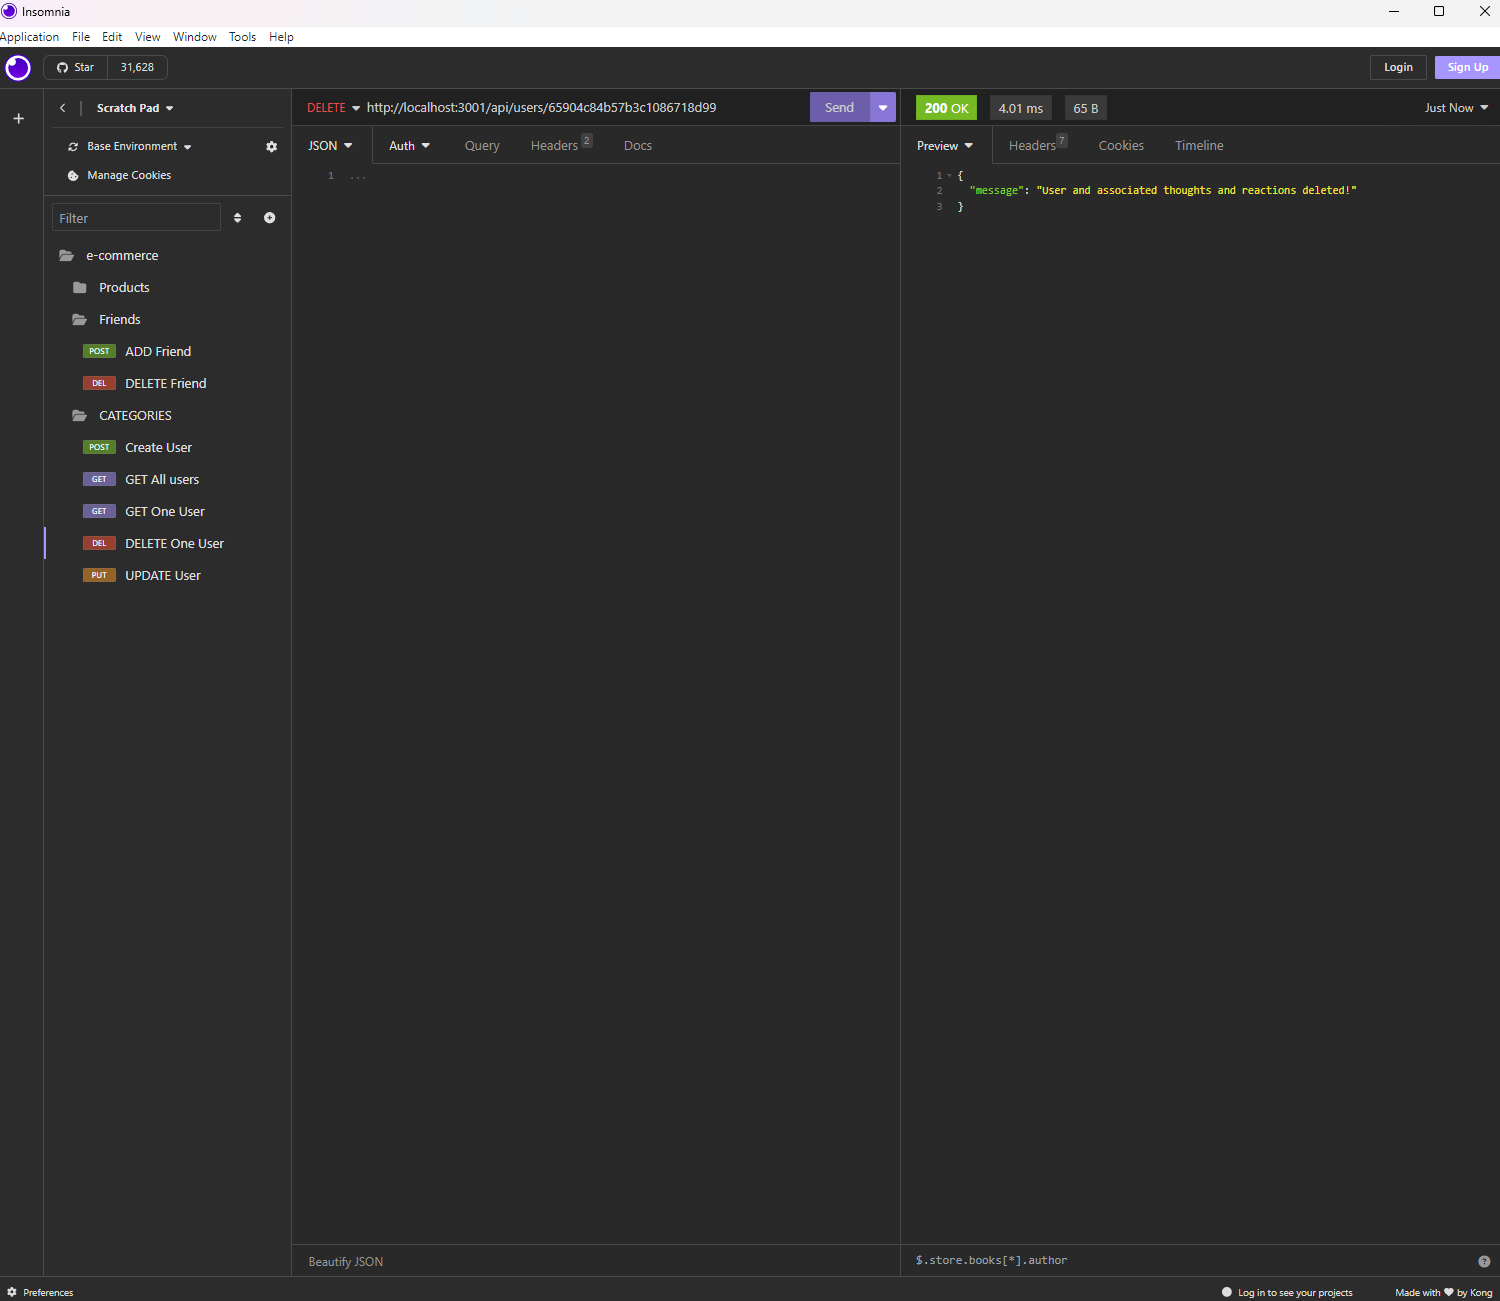 Insomnia
Application File Edit View Window Tools Help
Star 31,628
Login Sign Up
Scratch Pad
Base Environment
Manage Cookies
Filter
e-commerce
Products
Friends
POST ADD Friend
DEL DELETE Friend
CATEGORIES
POST Create User
GET GET All users
GET GET One User
DEL DELETE One User
PUT UPDATE User
DELETE http://localhost:3001/api/users/65904c84b57b3c1086718d99 Send
JSON Auth Query Headers 2 Docs
1 ...
Beautify JSON
200 OK 4.01 ms 65 B Just Now
Preview Headers 7 Cookies Timeline
1 {
2 "message": "User and associated thoughts and reactions deleted!"
3 }
$.store.books[*].author ?
Preferences
Log in to see your projects Made with ♥ by Kong